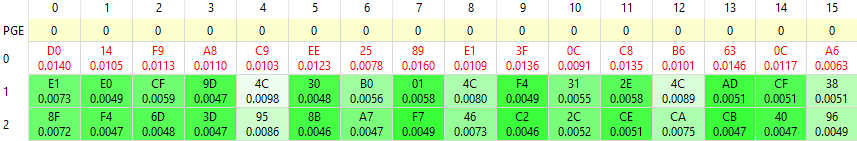 0 1 2 3 4 5 6 7 8 9 10 11 12 13 14 15
PGE 0 0 0 0 0 0 0 0 0 0 0 0 0 0 0 0
0 D0 14 F9 A8 C9 EE 25 89 E1 3F 0C C8 B6 63 0C A6
0.0140 0.0105 0.0113 0.0110 0.0103 0.0123 0.0078 0.0160 0.0109 0.0136 0.0091 0.0135 0.0101 0.0146 0.0117 0.0063
1 E1 E0 CF 9D 4C 30 B0 01 4C F4 31 2E 4C AD CF 38
0.0073 0.0049 0.0059 0.0047 0.0098 0.0048 0.0056 0.0058 0.0080 0.0049 0.0055 0.0058 0.0089 0.0051 0.0051 0.0051
2 8F F4 6D 3D 95 8B A7 F7 46 C2 2C CE CA CB 40 96
0.0072 0.0047 0.0048 0.0047 0.0086 0.0046 0.0047 0.0049 0.0073 0.0046 0.0052 0.0051 0.0075 0.0047 0.0047 0.0049